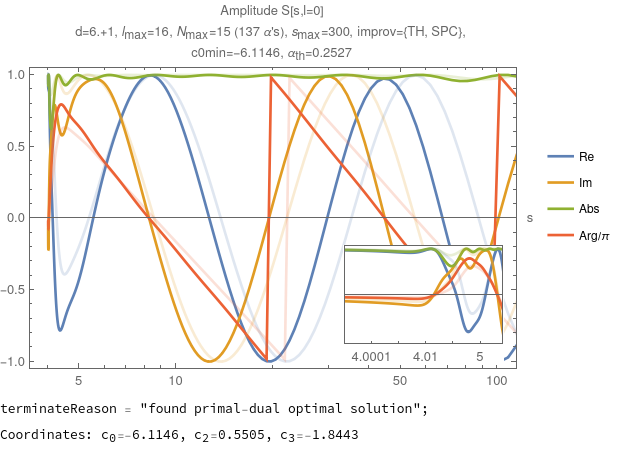 Amplitude S[s,l=0]
d=6.+1, lmax=16, Nmax=15 (137 α's), smax=300, improv={TH, SPC},
c0min=−6.1146, αth=0.2527
1.0
0.5
0.0
−0.5
−1.0
5
10
50
100
s
4.0001
4.01
5
Re
Im
Abs
Arg/π
terminateReason = "found primal-dual optimal solution";
Coordinates: c0=−6.1146, c2=0.5505, c3=−1.8443